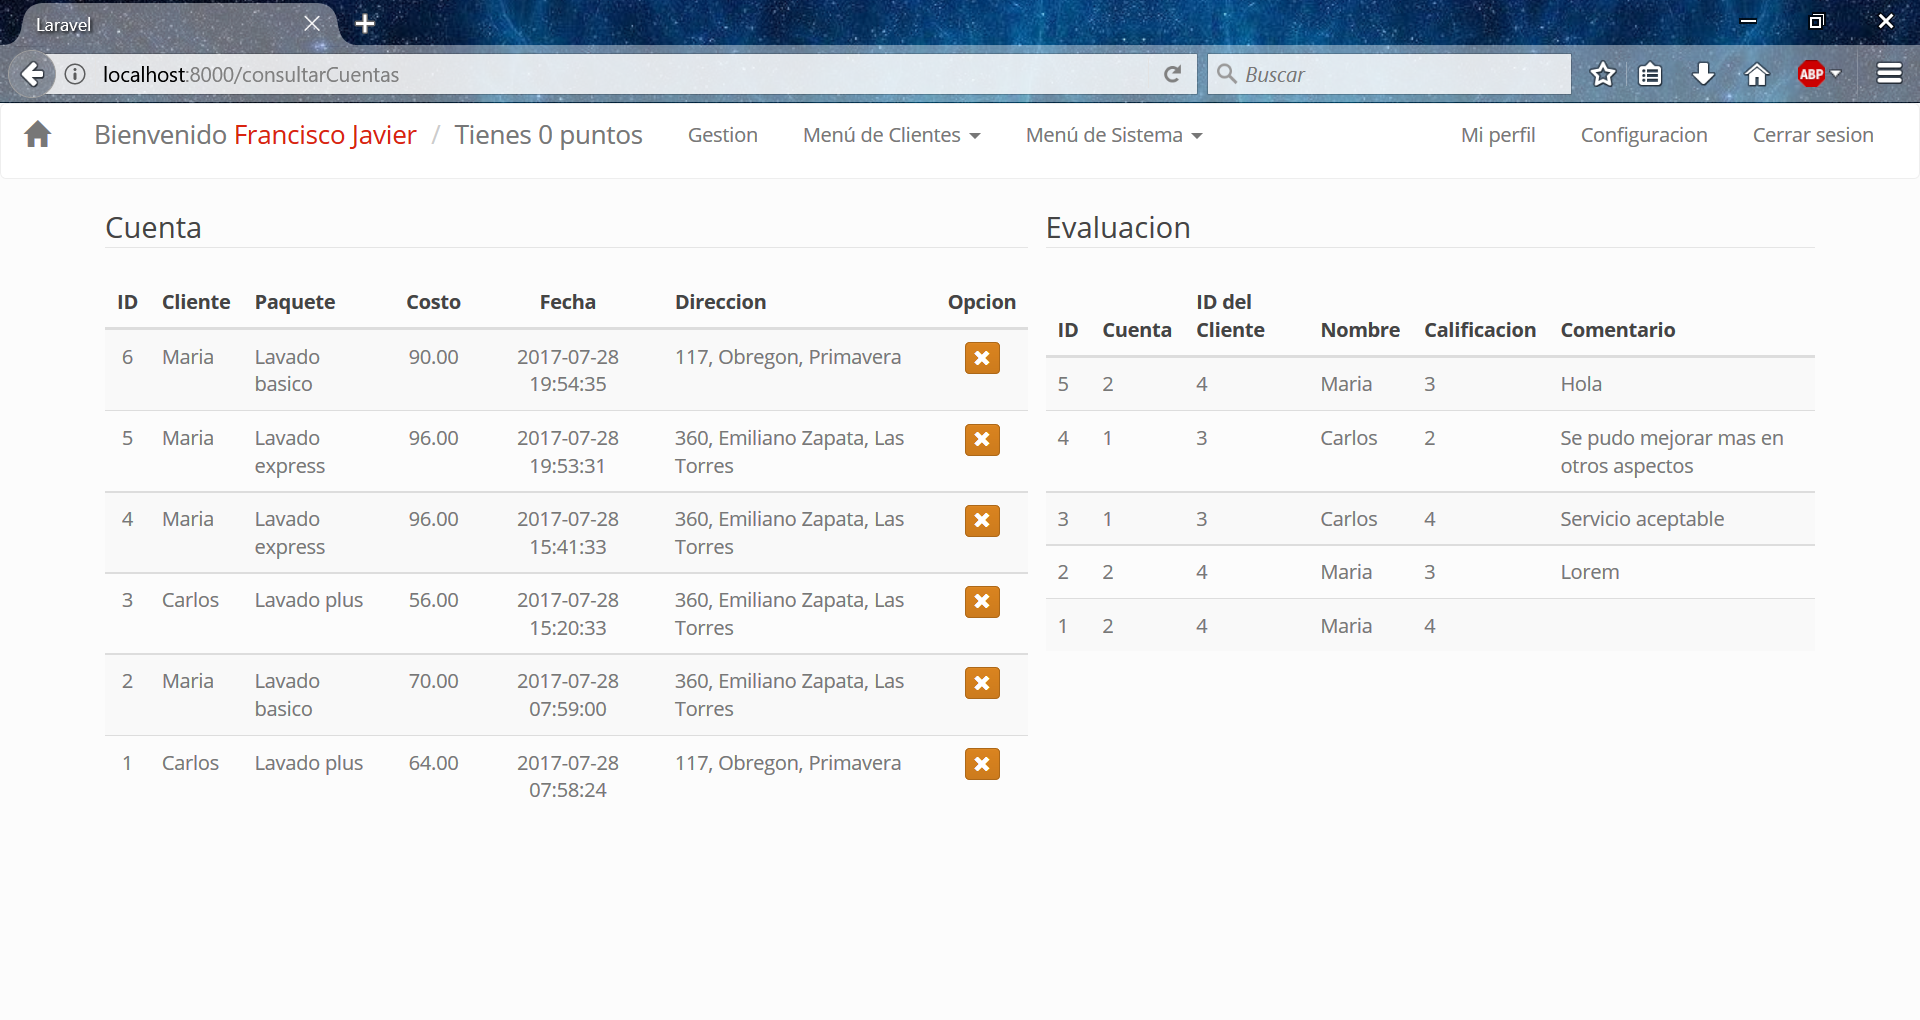 Laravel
localhost:8000/consultarCuentas
Buscar
ABP
Bienvenido Francisco Javier / Tienes 0 puntos Gestion Menú de Clientes Menú de Sistema Mi perfil Configuracion Cerrar sesion
Cuenta
ID Cliente Paquete Costo Fecha Direccion Opcion
6 Maria Lavado 90.00 2017-07-28 117, Obregon, Primavera
basico 19:54:35
5 Maria Lavado 96.00 2017-07-28 360, Emiliano Zapata, Las
express 19:53:31 Torres
4 Maria Lavado 96.00 2017-07-28 360, Emiliano Zapata, Las
express 15:41:33 Torres
3 Carlos Lavado plus 56.00 2017-07-28 360, Emiliano Zapata, Las
15:20:33 Torres
2 Maria Lavado 70.00 2017-07-28 360, Emiliano Zapata, Las
basico 07:59:00 Torres
1 Carlos Lavado plus 64.00 2017-07-28 117, Obregon, Primavera
07:58:24
Evaluacion
ID del
ID Cuenta Cliente Nombre Calificacion Comentario
5 2 4 Maria 3 Hola
4 1 3 Carlos 2 Se pudo mejorar mas en
otros aspectos
3 1 3 Carlos 4 Servicio aceptable
2 2 4 Maria 3 Lorem
1 2 4 Maria 4